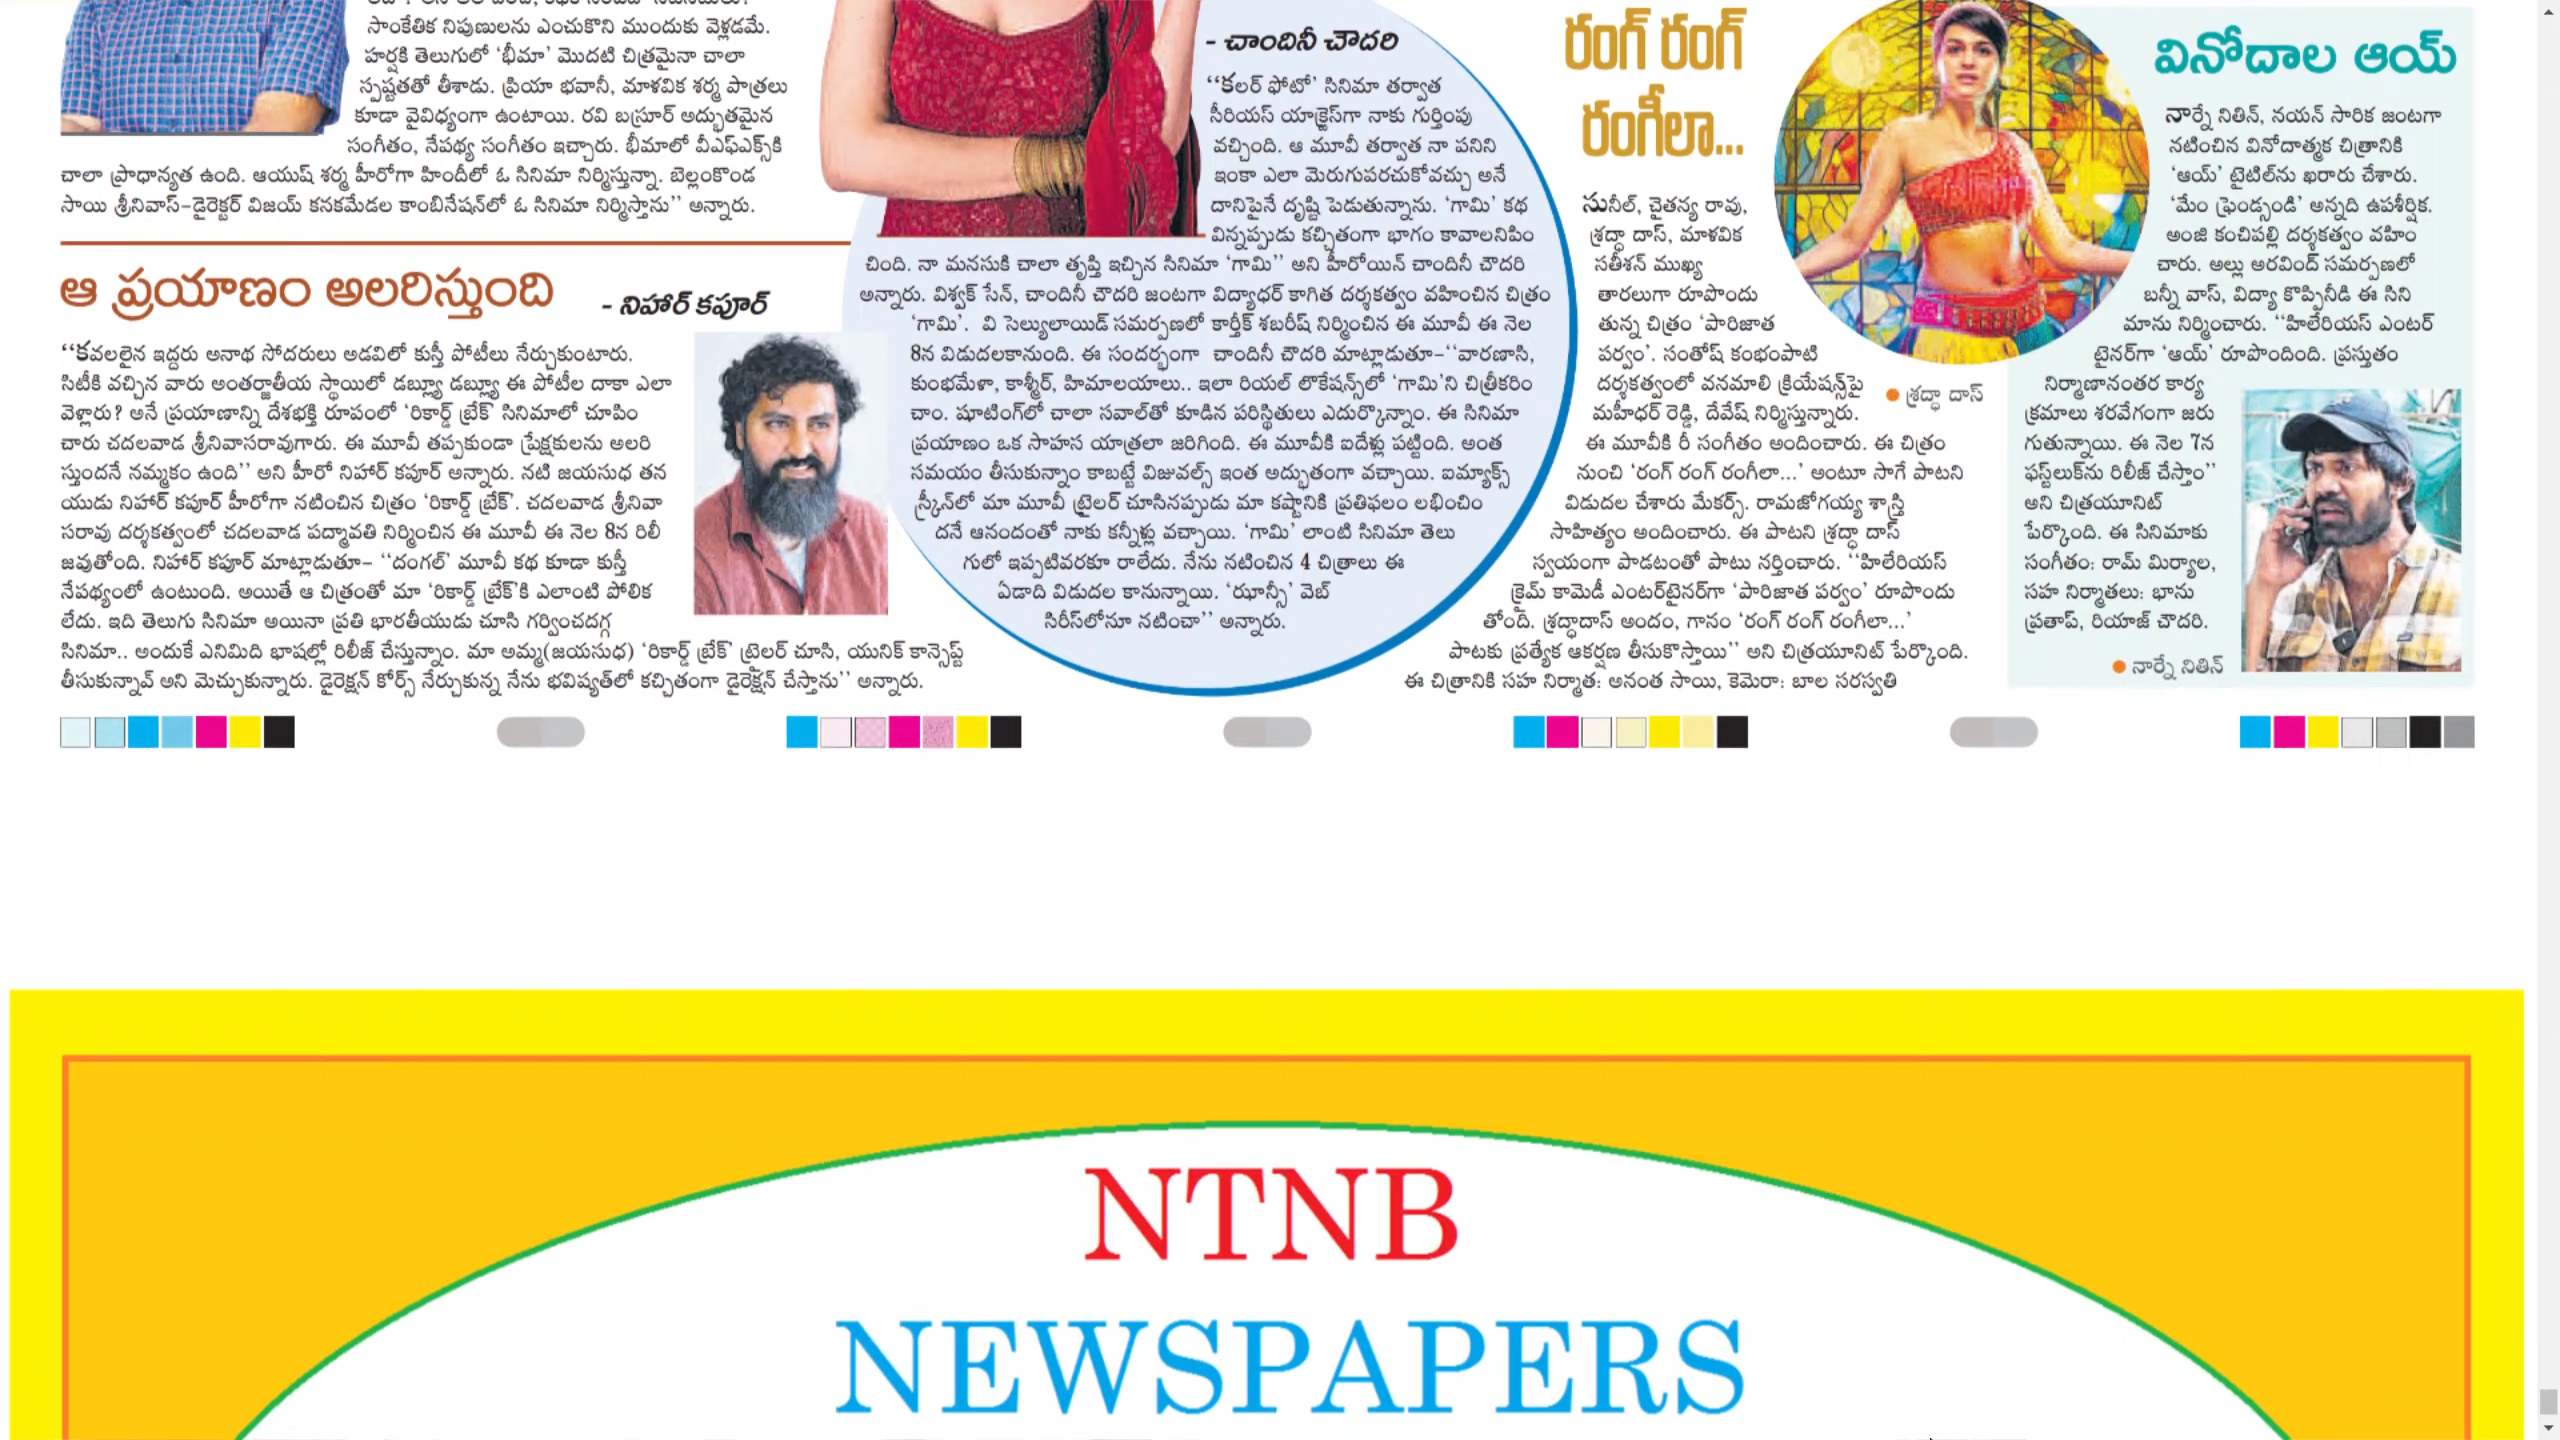 సాంకేతిక నిపుణులను ఎంచుకొని ముందుకు వెళ్లడమే.
హర్షకి తెలుగులో ‘భీమా’ మొదటి చిత్రమైనా చాలా
స్పష్టతతో తీశాడు. ప్రియా భవానీ, మాళవిక శర్మ పాత్రలు
కూడా వైవిధ్యంగా ఉంటాయి. రవి బస్రూర్ అద్భుతమైన
సంగీతం, నేపథ్య సంగీతం ఇచ్చారు. భీమాలో వీఎఫ్ఎక్స్‌కి
చాలా ప్రాధాన్యత ఉంది. ఆయుష్ శర్మ హీరోగా హిందీలో ఓ సినిమా నిర్మిస్తున్నా. బెల్లంకొండ
సాయి శ్రీనివాస్–డైరెక్టర్ విజయ్ కనకమేడల కాంబినేషన్‌లో ఓ సినిమా నిర్మిస్తాను’’ అన్నారు.
ఆ ప్రయాణం అలరిస్తుంది
- నిహార్ కపూర్
‘‘కవలలైన ఇద్దరు అనాథ సోదరులు అడవిలో కుస్తీ పోటీలు నేర్చుకుంటారు.
సిటీకి వచ్చిన వారు అంతర్జాతీయ స్థాయిలో డబ్ల్యూ డబ్ల్యూ ఈ పోటీల దాకా ఎలా
వెళ్లారు? అనే ప్రయాణాన్ని దేశభక్తి రూపంలో ‘రికార్డ్ బ్రేక్’ సినిమాలో చూపిం
చారు చదలవాడ శ్రీనివాసరావుగారు. ఈ మూవీ తప్పకుండా ప్రేక్షకులను అలరి
స్తుందనే నమ్మకం ఉంది’’ అని హీరో నిహార్ కపూర్ అన్నారు. నటి జయసుధ తన
యుడు నిహార్ కపూర్ హీరోగా నటించిన చిత్రం ‘రికార్డ్ బ్రేక్’. చదలవాడ శ్రీనివా
సరావు దర్శకత్వంలో చదలవాడ పద్మావతి నిర్మించిన ఈ మూవీ ఈ నెల 8న రిలీ
జవుతోంది. నిహార్ కపూర్ మాట్లాడుతూ– ‘‘దంగల్’ మూవీ కథ కూడా కుస్తీ
నేపథ్యంలో ఉంటుంది. అయితే ఆ చిత్రంతో మా ‘రికార్డ్ బ్రేక్’కి ఎలాంటి పోలిక
లేదు. ఇది తెలుగు సినిమా అయినా ప్రతి భారతీయుడు చూసి గర్వించదగ్గ
సినిమా.. అందుకే ఎనిమిది భాషల్లో రిలీజ్ చేస్తున్నాం. మా అమ్మ(జయసుధ) ‘రికార్డ్ బ్రేక్’ ట్రైలర్ చూసి, యునిక్ కాన్సెప్ట్
తీసుకున్నావ్ అని మెచ్చుకున్నారు. డైరెక్షన్ కోర్స్ నేర్చుకున్న నేను భవిష్యత్‌లో కచ్చితంగా డైరెక్షన్ చేస్తాను’’ అన్నారు.
- చాందినీ చౌదరి
‘‘కలర్ ఫోటో’ సినిమా తర్వాత
సీరియస్ యాక్ట్రెస్‌గా నాకు గుర్తింపు
వచ్చింది. ఆ మూవీ తర్వాత నా పనిని
ఇంకా ఎలా మెరుగుపరచుకోవచ్చు అనే
దానిపైనే దృష్టి పెడుతున్నాను. ‘గామి’ కథ
విన్నప్పుడు కచ్చితంగా భాగం కావాలనిపిం
చింది. నా మనసుకి చాలా తృప్తి ఇచ్చిన సినిమా ‘గామి’’ అని హీరోయిన్ చాందినీ చౌదరి
అన్నారు. విశ్వక్ సేన్, చాందినీ చౌదరి జంటగా విద్యాధర్ కాగిత దర్శకత్వం వహించిన చిత్రం
‘గామి’. వి సెల్యులాయిడ్ సమర్పణలో కార్తీక్ శబరీష్ నిర్మించిన ఈ మూవీ ఈ నెల
8న విడుదలకానుంది. ఈ సందర్భంగా చాందినీ చౌదరి మాట్లాడుతూ–‘‘వారణాసి,
కుంభమేళా, కాశ్మీర్, హిమాలయాలు.. ఇలా రియల్ లొకేషన్స్‌లో ‘గామి’ని చిత్రీకరిం
చాం. షూటింగ్‌లో చాలా సవాల్‌తో కూడిన పరిస్థితులు ఎదుర్కొన్నాం. ఈ సినిమా
ప్రయాణం ఒక సాహస యాత్రలా జరిగింది. ఈ మూవీకి ఐదేళ్లు పట్టింది. అంత
సమయం తీసుకున్నాం కాబట్టే విజువల్స్ ఇంత అద్భుతంగా వచ్చాయి. ఐమ్యాక్స్
స్క్రీన్‌లో మా మూవీ ట్రైలర్ చూసినప్పుడు మా కష్టానికి ప్రతిఫలం లభించిం
దనే ఆనందంతో నాకు కన్నీళ్లు వచ్చాయి. ‘గామి’ లాంటి సినిమా తెలు
గులో ఇప్పటివరకూ రాలేదు. నేను నటించిన 4 చిత్రాలు ఈ
ఏడాది విడుదల కానున్నాయి. ‘ఝాన్సీ’ వెబ్
సిరీస్‌లోనూ నటించా’’ అన్నారు.
రంగ్ రంగ్
రంగీలా...
సునీల్, చైతన్య రావు,
శ్రద్ధా దాస్, మాళవిక
సతీశన్ ముఖ్య
తారలుగా రూపొందు
తున్న చిత్రం ‘పారిజాత
పర్వం’. సంతోష్ కంభంపాటి
దర్శకత్వంలో వనమాలి క్రియేషన్స్‌పై
మహీధర్ రెడ్డి, దేవేష్ నిర్మిస్తున్నారు.
ఈ మూవీకి రీ సంగీతం అందించారు. ఈ చిత్రం
నుంచి ‘రంగ్ రంగ్ రంగీలా...’ అంటూ సాగే పాటని
విడుదల చేశారు మేకర్స్. రామజోగయ్య శాస్త్రి
సాహిత్యం అందించారు. ఈ పాటని శ్రద్ధా దాస్
స్వయంగా పాడటంతో పాటు నర్తించారు. ‘‘హిలేరియస్
క్రైమ్ కామెడీ ఎంటర్‌టైనర్‌గా ‘పారిజాత పర్వం’ రూపొందు
తోంది. శ్రద్ధాదాస్ అందం, గానం ‘రంగ్ రంగ్ రంగీలా...’
పాటకు ప్రత్యేక ఆకర్షణ తీసుకొస్తాయి’’ అని చిత్రయూనిట్ పేర్కొంది.
ఈ చిత్రానికి సహ నిర్మాత: అనంత సాయి, కెమెరా: బాల సరస్వతి
● శ్రద్ధా దాస్
వినోదాల ఆయ్
నార్నే నితిన్, నయన్ సారిక జంటగా
నటించిన వినోదాత్మక చిత్రానికి
‘ఆయ్’ టైటిల్‌ను ఖరారు చేశారు.
‘మేం ఫ్రెండ్సండి’ అన్నది ఉపశీర్షిక.
అంజి కంచిపల్లి దర్శకత్వం వహిం
చారు. అల్లు అరవింద్ సమర్పణలో
బన్నీ వాస్, విద్యా కొప్పినీడి ఈ సిని
మాను నిర్మించారు. ‘‘హిలేరియస్ ఎంటర్
టైనర్‌గా ‘ఆయ్’ రూపొందింది. ప్రస్తుతం
నిర్మాణానంతర కార్య
క్రమాలు శరవేగంగా జరు
గుతున్నాయి. ఈ నెల 7న
ఫస్ట్‌లుక్‌ను రిలీజ్ చేస్తాం’’
అని చిత్రయూనిట్
పేర్కొంది. ఈ సినిమాకు
సంగీతం: రామ్ మిర్యాల,
సహ నిర్మాతలు: భాను
ప్రతాప్, రియాజ్ చౌదరి.
● నార్నే నితిన్
NTNB
NEWSPAPERS